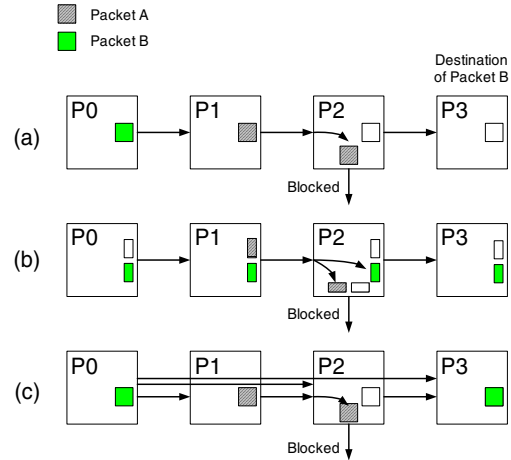 Packet A
Packet B
Destination
of Packet B
(a)
P0
P1
P2
P3
Blocked
(b)
P0
P1
P2
P3
Blocked
(c)
P0
P1
P2
P3
Blocked